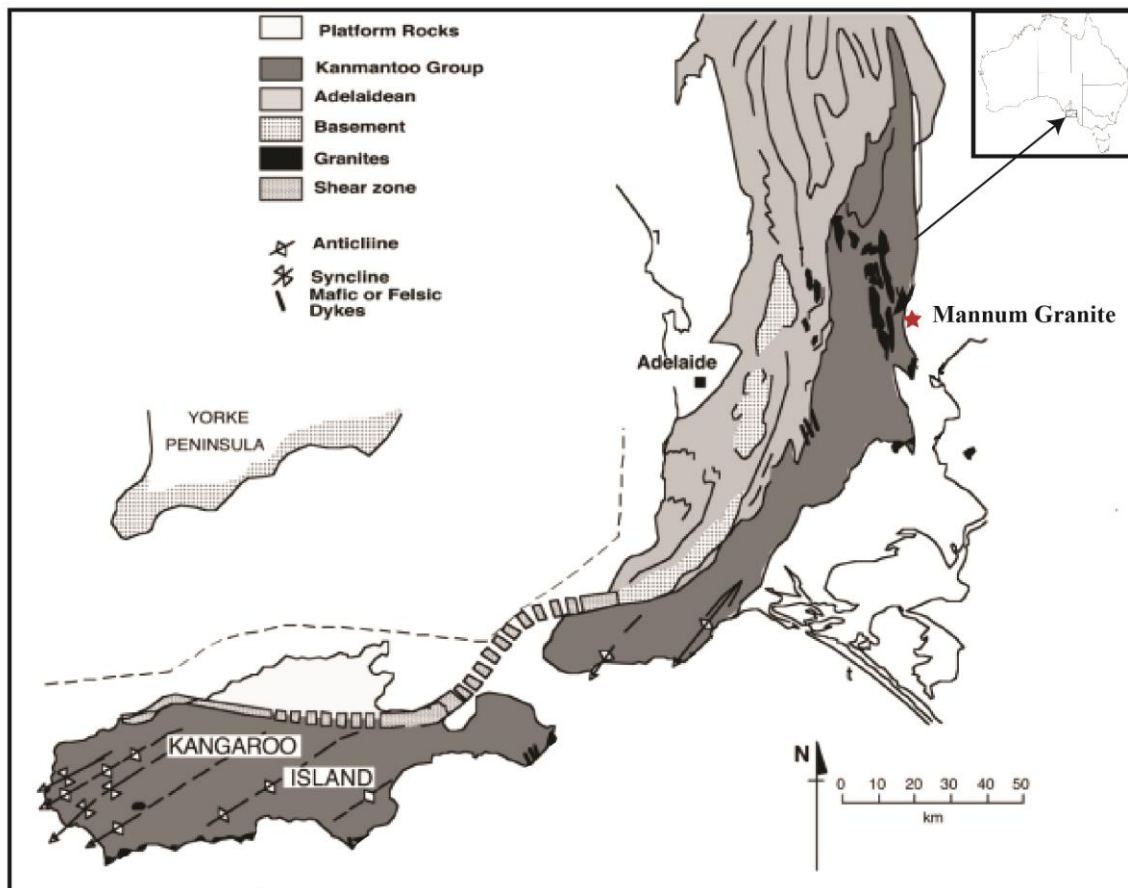 Platform Rocks
Kanmantoo Group
Adelaidean
Basement
Granites
Shear zone
Anticliine
Syncline
Mafic or Felsic
Dykes
Mannum Granite
Adelaide
YORKE
PENINSULA
t
KANGAROO
ISLAND
N
0 10 20 30 40 50
km